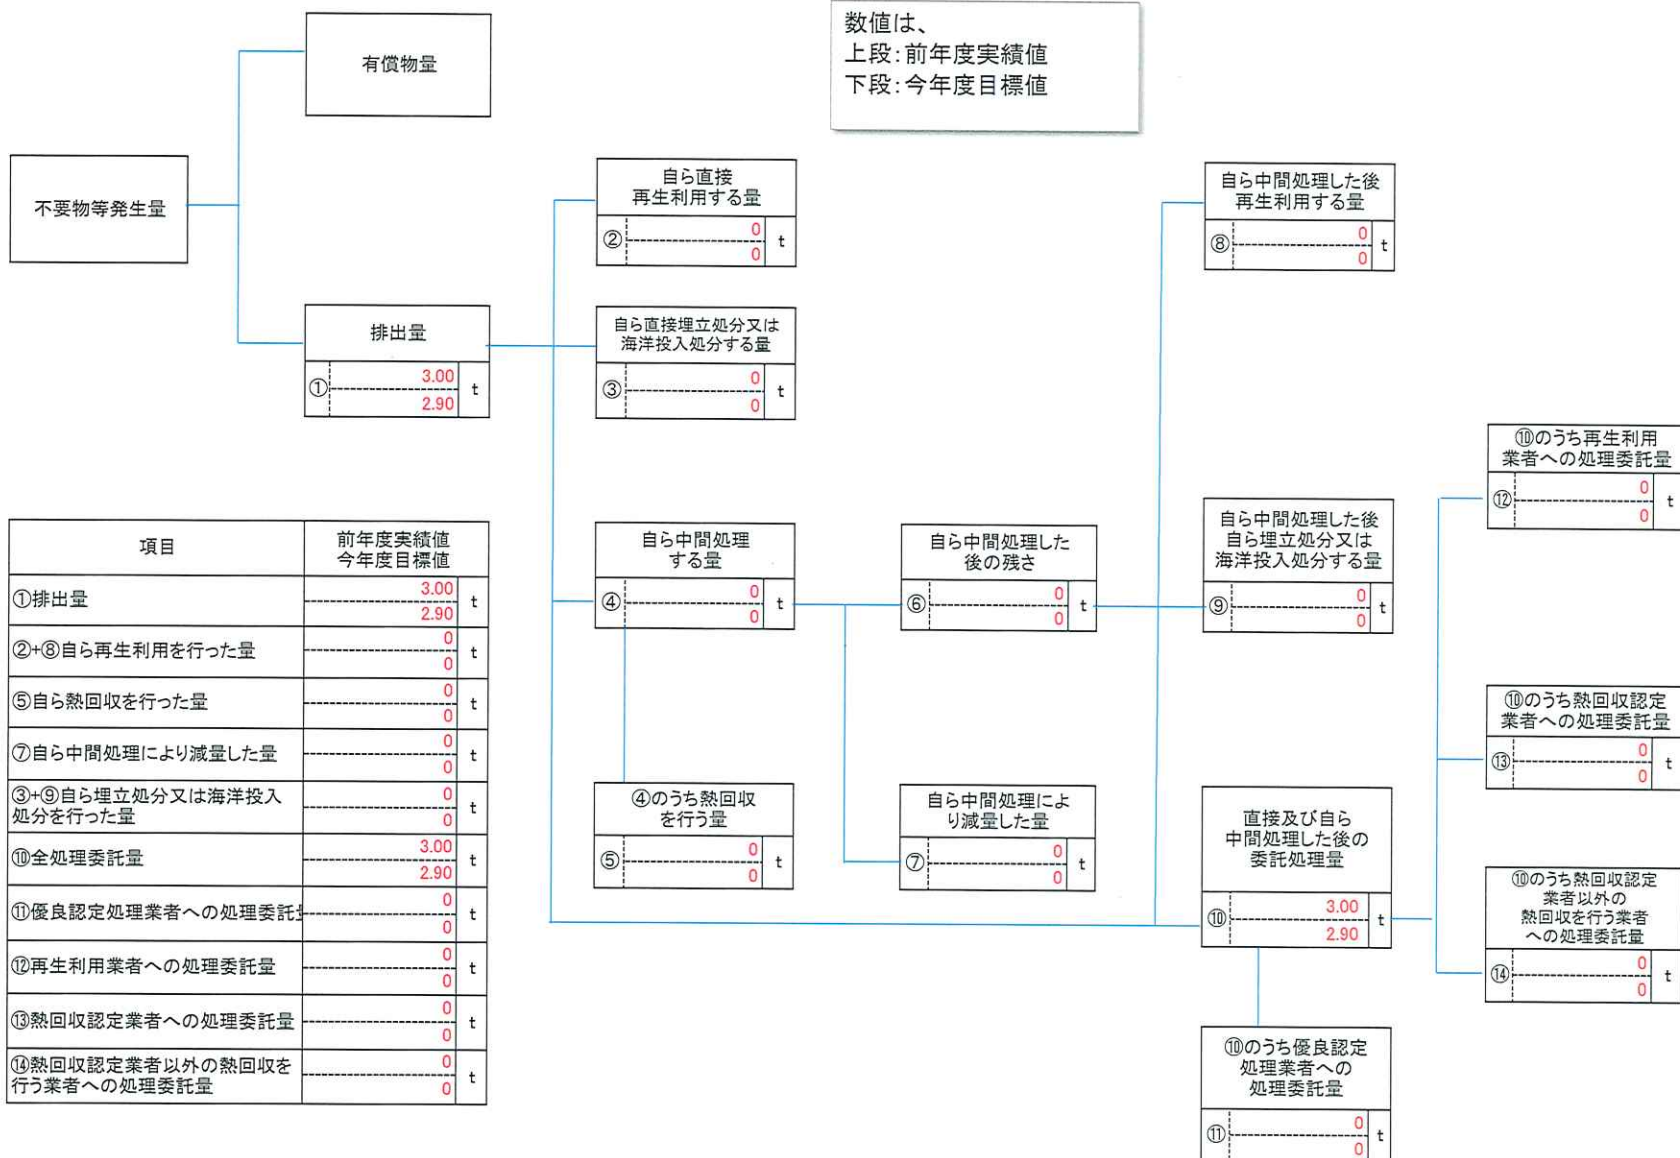 有償物量
数値は、
上段:前年度実績値
下段:今年度目標値
不要物等発生量
自ら直接
再生利用する量
②
0
0
t
自ら中間処理した後
再生利用する量
⑧
0
0
t
排出量
①
3.00
2.90
t
自ら直接埋立処分又は
海洋投入処分する量
③
0
0
t
⑩のうち再生利用
業者への処理委託量
⑫
0
0
t
自ら中間処理
する量
④
0
0
t
自ら中間処理した
後の残さ
⑥
0
0
t
自ら中間処理した後
自ら埋立処分又は
海洋投入処分する量
⑨
0
0
t
⑩のうち熱回収認定
業者への処理委託量
⑬
0
0
t
④のうち熱回収
を行う量
⑤
0
0
t
自ら中間処理によ
り減量した量
⑦
0
0
t
直接及び自ら
中間処理した後の
委託処理量
⑩
3.00
2.90
t
⑩のうち熱回収認定
業者以外の
熱回収を行う業者
への処理委託量
⑭
0
0
t
⑩のうち優良認定
処理業者への
処理委託量
⑪
0
0
t
項目
前年度実績値
今年度目標値
①排出量
3.00
2.90
t
②+⑧自ら再生利用を行った量
0
0
t
⑤自ら熱回収を行った量
0
0
t
⑦自ら中間処理により減量した量
0
0
t
③+⑨自ら埋立処分又は海洋投入
処分を行った量
0
0
t
⑩全処理委託量
3.00
2.90
t
⑪優良認定処理業者への処理委託
0
0
t
⑫再生利用業者への処理委託量
0
0
t
⑬熱回収認定業者への処理委託量
0
0
t
⑭熱回収認定業者以外の熱回収を
行う業者への処理委託量
0
0
t